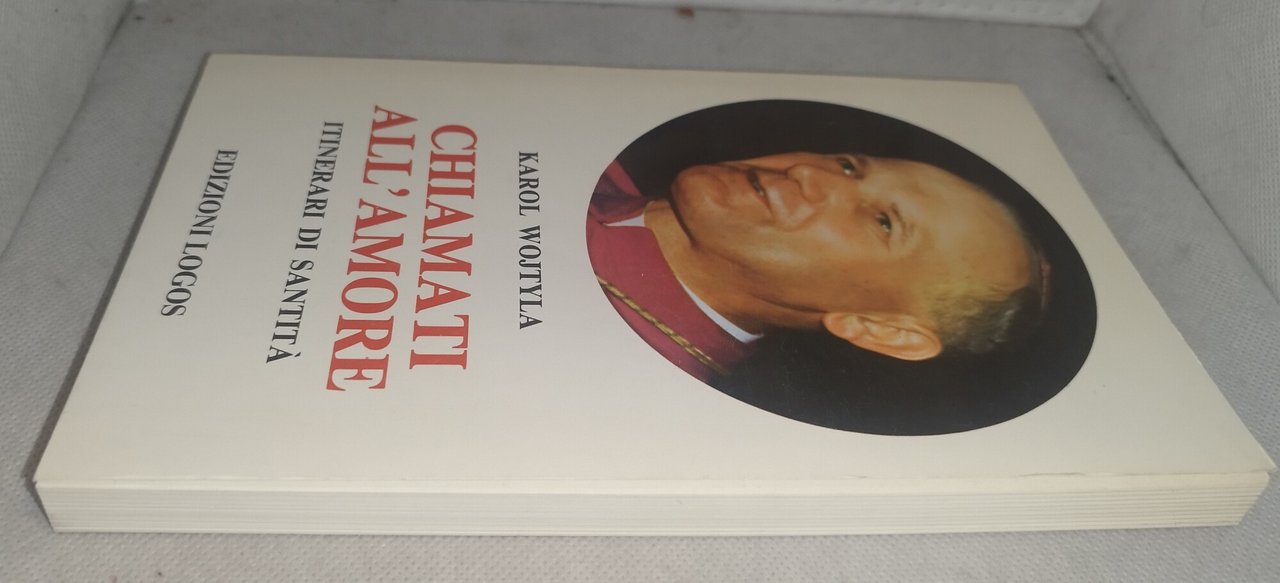 KAROL WOJTYLA
CHIAMATI
ALL'AMORE
ITINERARI DI SANTITÀ
EDIZIONI LOGOS